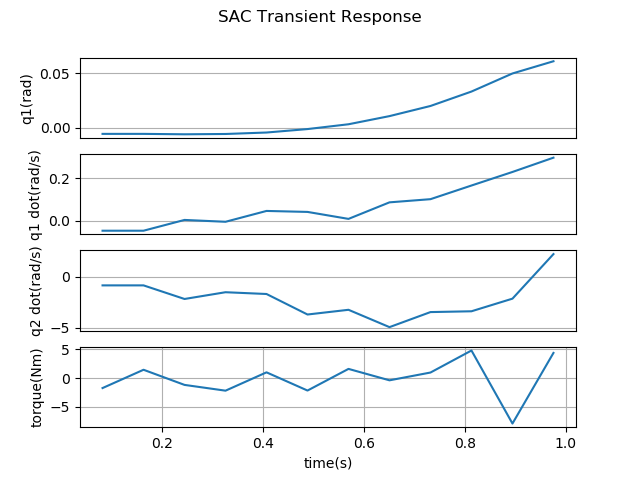 SAC Transient Response
q1(rad)
0.05
0.00
q1 dot(rad/s)
0.2
0.0
q2 dot(rad/s)
0
−5
torque(Nm)
5
0
−5
0.2 0.4 0.6 0.8 1.0
time(s)